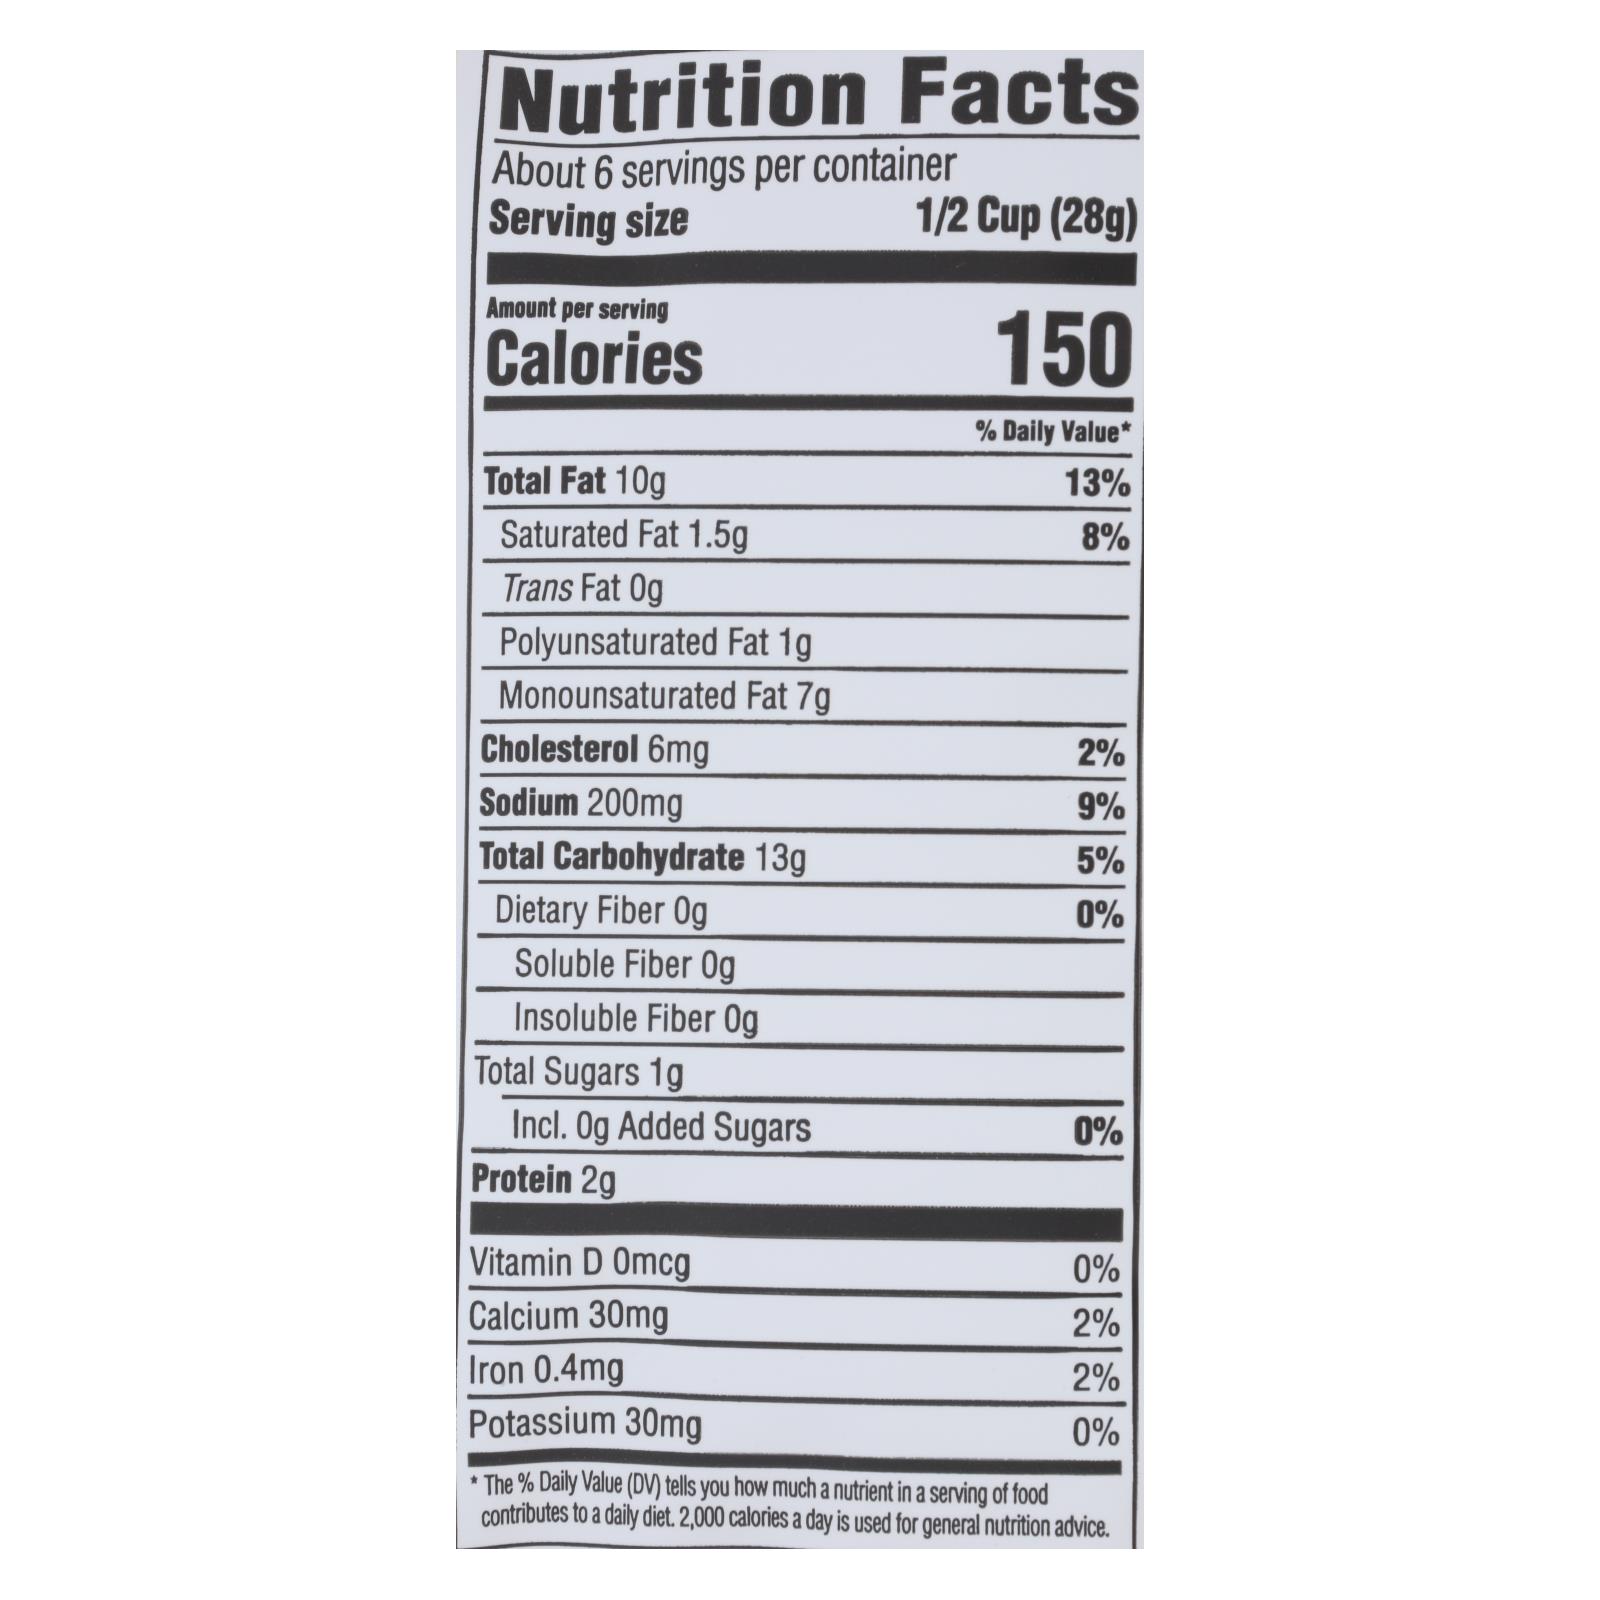 Nutrition Facts
About 6 servings per container
Serving size 1/2 Cup (28g)
Amount per serving
Calories 150
% Daily Value*
Total Fat 10g 13%
Saturated Fat 1.5g 8%
Trans Fat 0g
Polyunsaturated Fat 1g
Monounsaturated Fat 7g
Cholesterol 6mg 2%
Sodium 200mg 9%
Total Carbohydrate 13g 5%
Dietary Fiber 0g 0%
Soluble Fiber 0g
Insoluble Fiber 0g
Total Sugars 1g
Incl. 0g Added Sugars 0%
Protein 2g
Vitamin D 0mcg 0%
Calcium 30mg 2%
Iron 0.4mg 2%
Potassium 30mg 0%
* The % Daily Value (DV) tells you how much a nutrient in a serving of food
contributes to a daily diet. 2,000 calories a day is used for general nutrition advice.